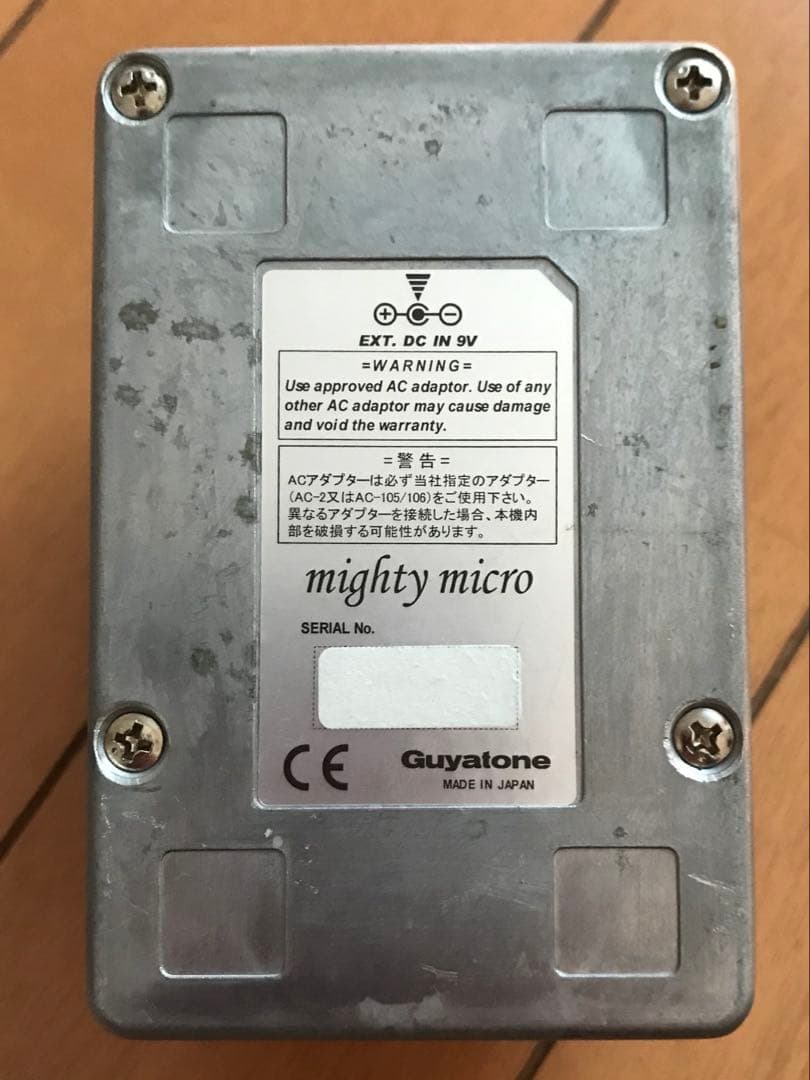 EXT. DC IN 9V
=WARNING=
Use approved AC adaptor. Use of any
other AC adaptor may cause damage
and void the warranty.
=警告=
ACアダプターは必ず当社指定のアダプター
(AC-2又はAC-105/106)をご使用下さい。
異なるアダプターを接続した場合、本機内
部を破損する可能性があります。
mighty micro
SERIAL No.
CE
Guyatone
MADE IN JAPAN